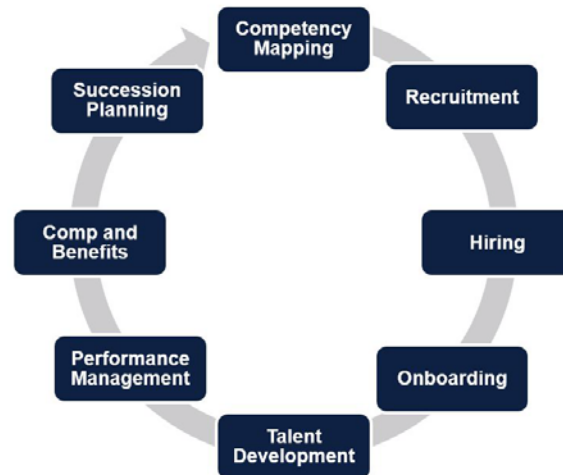 Competency
Mapping
Recruitment
Hiring
Onboarding
Talent
Development
Performance
Management
Comp and
Benefits
Succession
Planning